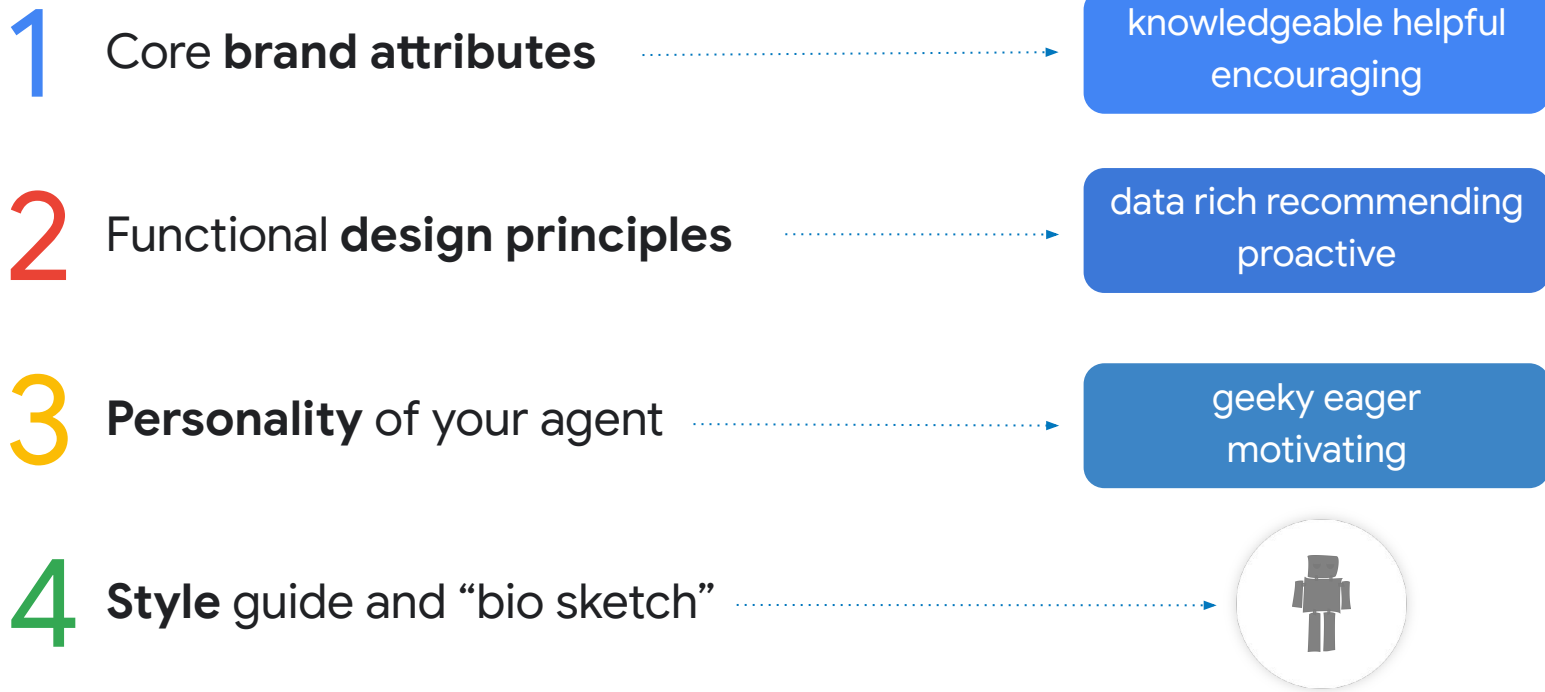 1 Core brand attributes
knowledgeable helpful
encouraging
2 Functional design principles
data rich recommending
proactive
3 Personality of your agent
geeky eager
motivating
4 Style guide and “bio sketch”